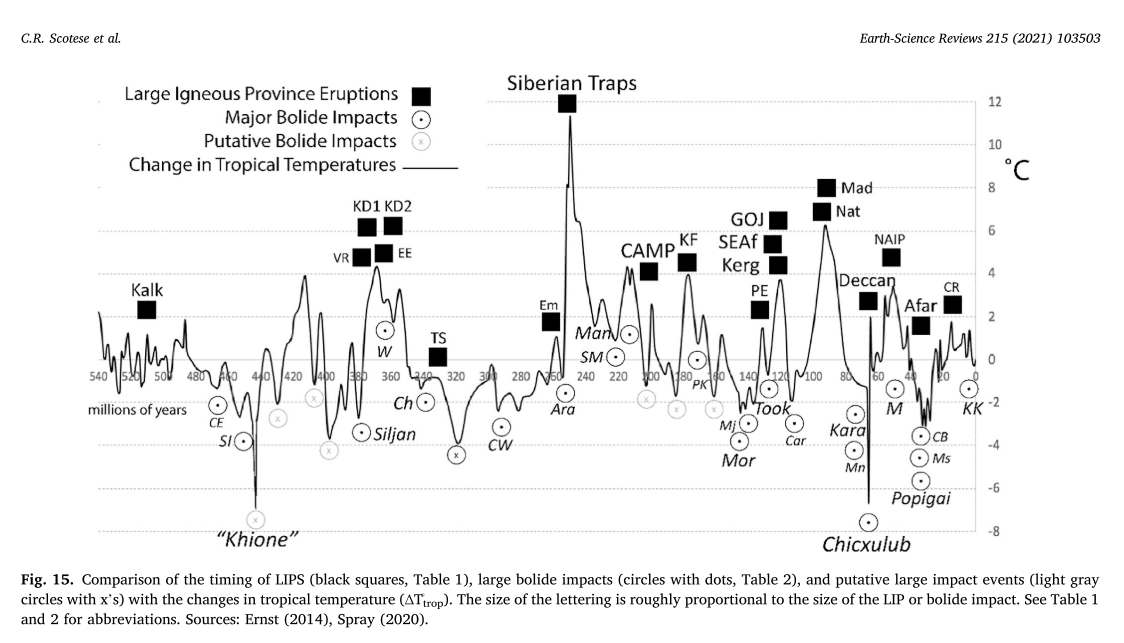 C.R. Scotese et al.
Earth-Science Reviews 215 (2021) 103503
Siberian Traps
Large Igneous Province Eruptions
Major Bolide Impacts
Putative Bolide Impacts
Change in Tropical Temperatures
12
10
°C
8
6
4
2
0
-2
-4
-6
-8
Mad
Nat
KD1 KD2
VR
EE
GOJ
SEAf
Kerg
KF
CAMP
NAIP
Kalk
PE
Deccan
CR
Afar
Em
TS
W
Man
SM
PK
540 520 500 480 460 440 420 400 380 360 340 320 300 280 260 240 220 200 180 160 140 120 100 80 60 40 20 0
millions of years
CE
SI
Siljan
Ch
CW
Ara
Mj
Mor
Took
Car
Kara
Mn
M
KK
CB
Ms
Popigai
"Khione"
Chicxulub
Fig. 15. Comparison of the timing of LIPS (black squares, Table 1), large bolide impacts (circles with dots, Table 2), and putative large impact events (light gray
circles with x's) with the changes in tropical temperature (ΔTtrop). The size of the lettering is roughly proportional to the size of the LIP or bolide impact. See Table 1
and 2 for abbreviations. Sources: Ernst (2014), Spray (2020).